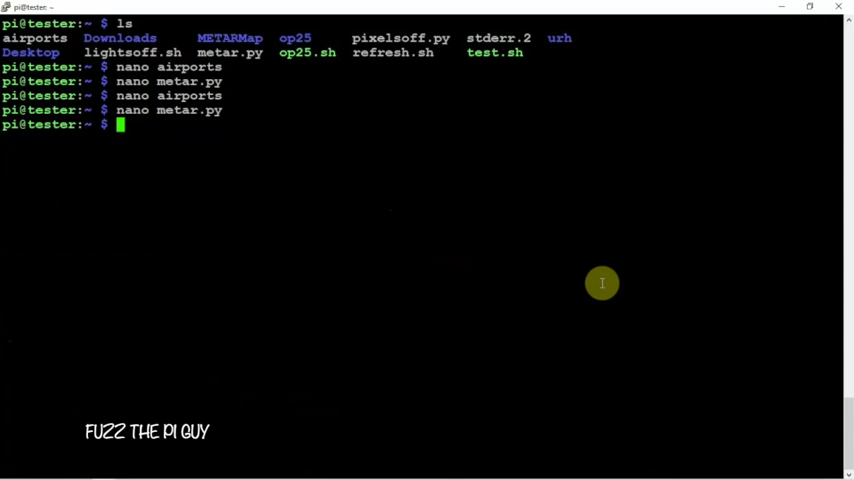 pi@tester: ~
pi@tester:~ $ ls
airports Downloads METARMap op25 pixelsoff.py stderr.2 urh
Desktop lightsoff.sh metar.py op25.sh refresh.sh test.sh
pi@tester:~ $ nano airports
pi@tester:~ $ nano metar.py
pi@tester:~ $ nano airports
pi@tester:~ $ nano metar.py
pi@tester:~ $
FUZZ THE PI GUY